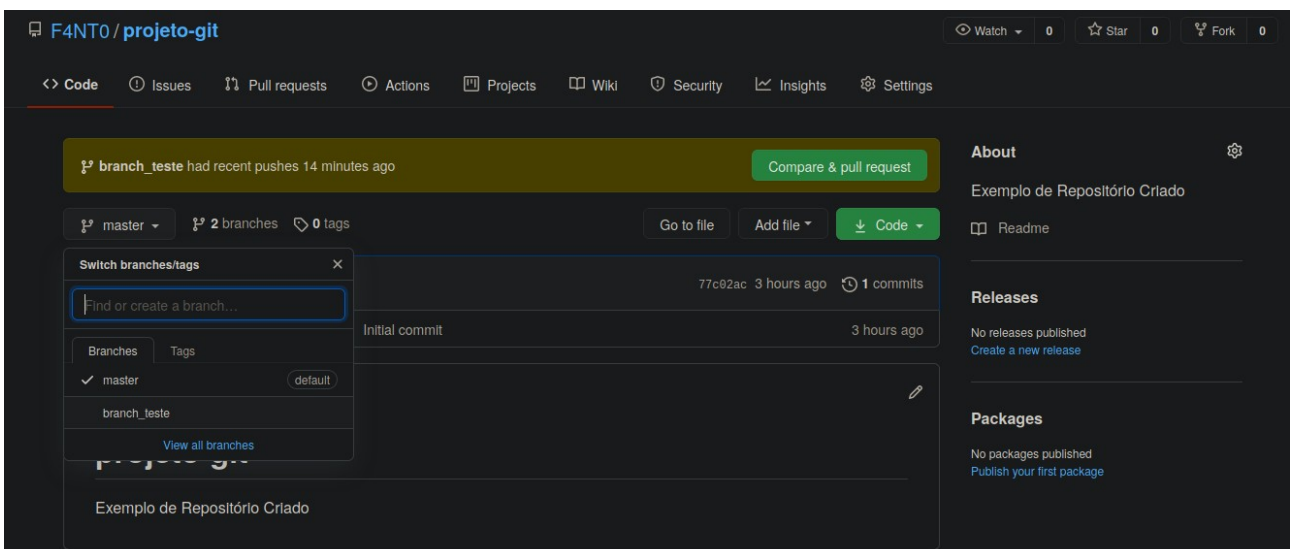 F4NT0 / projeto-git
Watch 0 Star 0 Fork 0
<> Code Issues Pull requests Actions Projects Wiki Security Insights Settings
branch_teste had recent pushes 14 minutes ago Compare & pull request
master 2 branches 0 tags Go to file Add file Code
Switch branches/tags
77c02ac 3 hours ago 1 commits
Find or create a branch…
Initial commit 3 hours ago
Branches Tags
master default
branch_teste
View all branches
projeto-git
Exemplo de Repositório Criado
About
Exemplo de Repositório Criado
Readme
Releases
No releases published
Create a new release
Packages
No packages published
Publish your first package